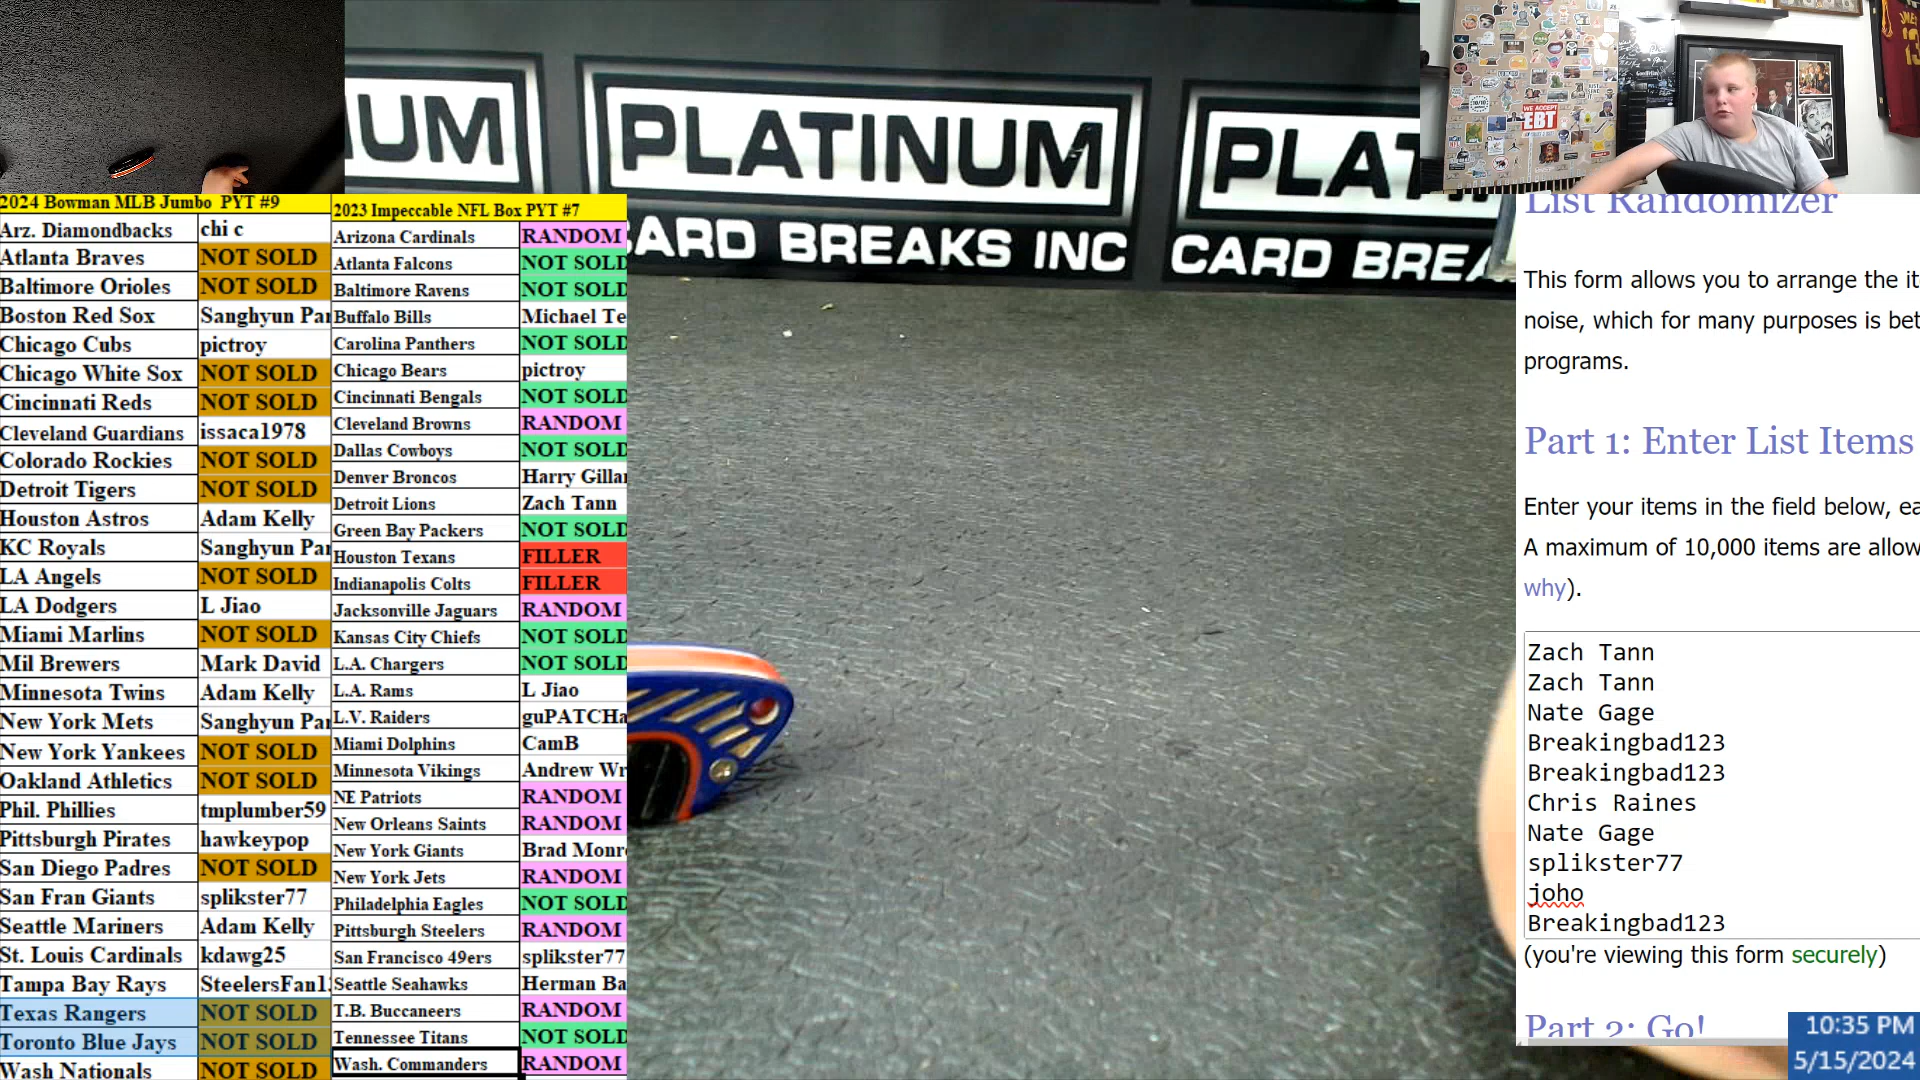 UM
PLATINUM
PLAT
CARD BREAKS INC
CARD BREA
WE ACCEPT
EBT
2024 Bowman MLB Jumbo PYT #9
Arz. Diamondbacks chi c
Atlanta Braves NOT SOLD
Baltimore Orioles NOT SOLD
Boston Red Sox Sanghyun Par
Chicago Cubs pictroy
Chicago White Sox NOT SOLD
Cincinnati Reds NOT SOLD
Cleveland Guardians issaca1978
Colorado Rockies NOT SOLD
Detroit Tigers NOT SOLD
Houston Astros Adam Kelly
KC Royals Sanghyun Par
LA Angels NOT SOLD
LA Dodgers L Jiao
Miami Marlins NOT SOLD
Mil Brewers Mark David
Minnesota Twins Adam Kelly
New York Mets Sanghyun Par
New York Yankees NOT SOLD
Oakland Athletics NOT SOLD
Phil. Phillies tmplumber59
Pittsburgh Pirates hawkeypop
San Diego Padres NOT SOLD
San Fran Giants splikster77
Seattle Mariners Adam Kelly
St. Louis Cardinals kdawg25
Tampa Bay Rays SteelersFan1
Texas Rangers NOT SOLD
Toronto Blue Jays NOT SOLD
Wash Nationals NOT SOLD
2023 Impeccable NFL Box PYT #7
Arizona Cardinals RANDOM
Atlanta Falcons NOT SOLD
Baltimore Ravens NOT SOLD
Buffalo Bills Michael Te
Carolina Panthers NOT SOLD
Chicago Bears pictroy
Cincinnati Bengals NOT SOLD
Cleveland Browns RANDOM
Dallas Cowboys NOT SOLD
Denver Broncos Harry Gillar
Detroit Lions Zach Tann
Green Bay Packers NOT SOLD
Houston Texans FILLER
Indianapolis Colts FILLER
Jacksonville Jaguars RANDOM
Kansas City Chiefs NOT SOLD
L.A. Chargers NOT SOLD
L.A. Rams L Jiao
L.V. Raiders guPATCHa
Miami Dolphins CamB
Minnesota Vikings Andrew Wr
NE Patriots RANDOM
New Orleans Saints RANDOM
New York Giants Brad Monr
New York Jets RANDOM
Philadelphia Eagles NOT SOLD
Pittsburgh Steelers RANDOM
San Francisco 49ers splikster77
Seattle Seahawks Herman Ba
T.B. Buccaneers RANDOM
Tennessee Titans NOT SOLD
Wash. Commanders RANDOM
List Randomizer
This form allows you to arrange the it
noise, which for many purposes is bet
programs.
Part 1: Enter List Items
Enter your items in the field below, ea
A maximum of 10,000 items are allow
why).
Zach Tann
Zach Tann
Nate Gage
Breakingbad123
Breakingbad123
Chris Raines
Nate Gage
splikster77
joho
Breakingbad123
(you're viewing this form securely)
Part 2: Go!
10:35 PM
5/15/2024